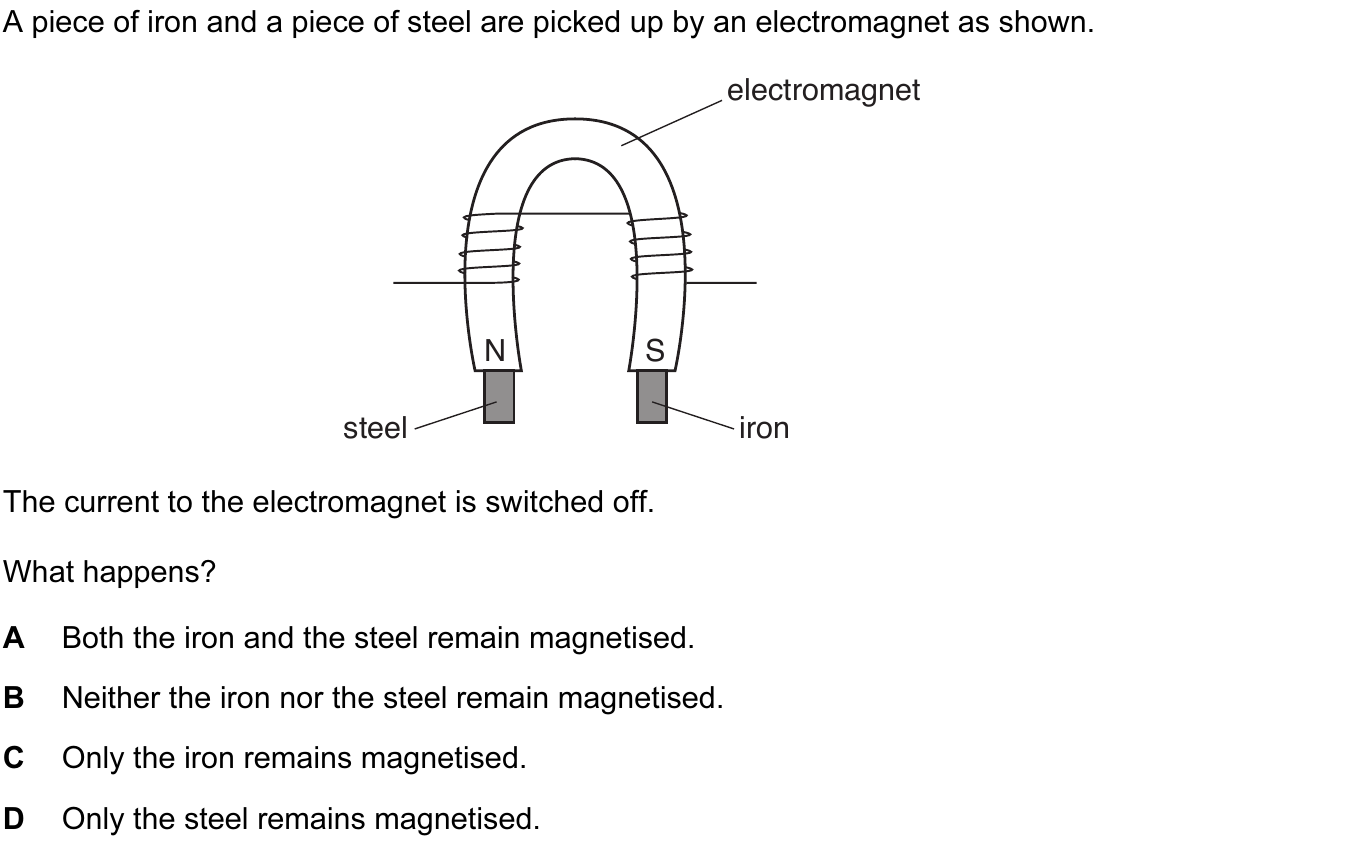 A piece of iron and a piece of steel are picked up by an electromagnet as shown.
electromagnet
N
S
steel
iron
The current to the electromagnet is switched off.
What happens?
A Both the iron and the steel remain magnetised.
B Neither the iron nor the steel remain magnetised.
C Only the iron remains magnetised.
D Only the steel remains magnetised.